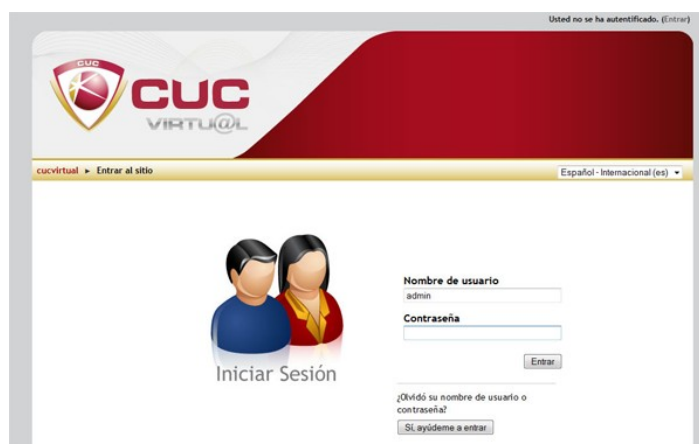 Usted no se ha autentificado. (Entrar)
CUC
CUC
VIRTU@L
cucvirtual ► Entrar al sitio
Español - Internacional (es)
Nombre de usuario
admin
Contraseña
Entrar
Iniciar Sesión
¿Olvidó su nombre de usuario o
contraseña?
Sí, ayúdeme a entrar